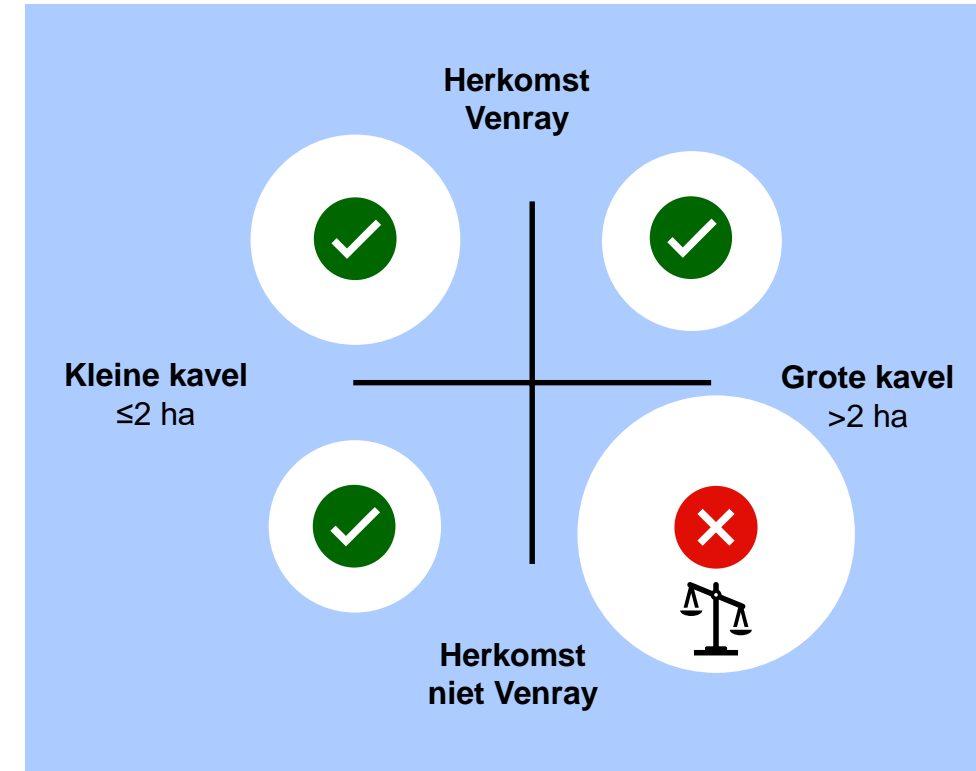 Herkomst
Venray
Kleine kavel
≤2 ha
Grote kavel
>2 ha
Herkomst
niet Venray